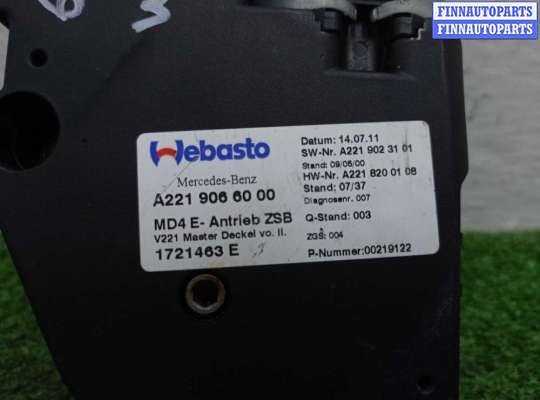 FINNAUTOPARTS
FINNAUTOPARTS
Webasto
Mercedes-Benz
A221 906 60 00
MD4 E- Antrieb ZSB
V221 Master Deckel vo. li.
1721463 E
Datum: 14.07.11
SW-Nr. A221 902 31 01
Stand: 09/06/00
HW-Nr. A221 820 01 08
Stand: 07/37
Diagnosenr. 007
Q-Stand: 003
ZGS: 004
P-Nummer:00219122